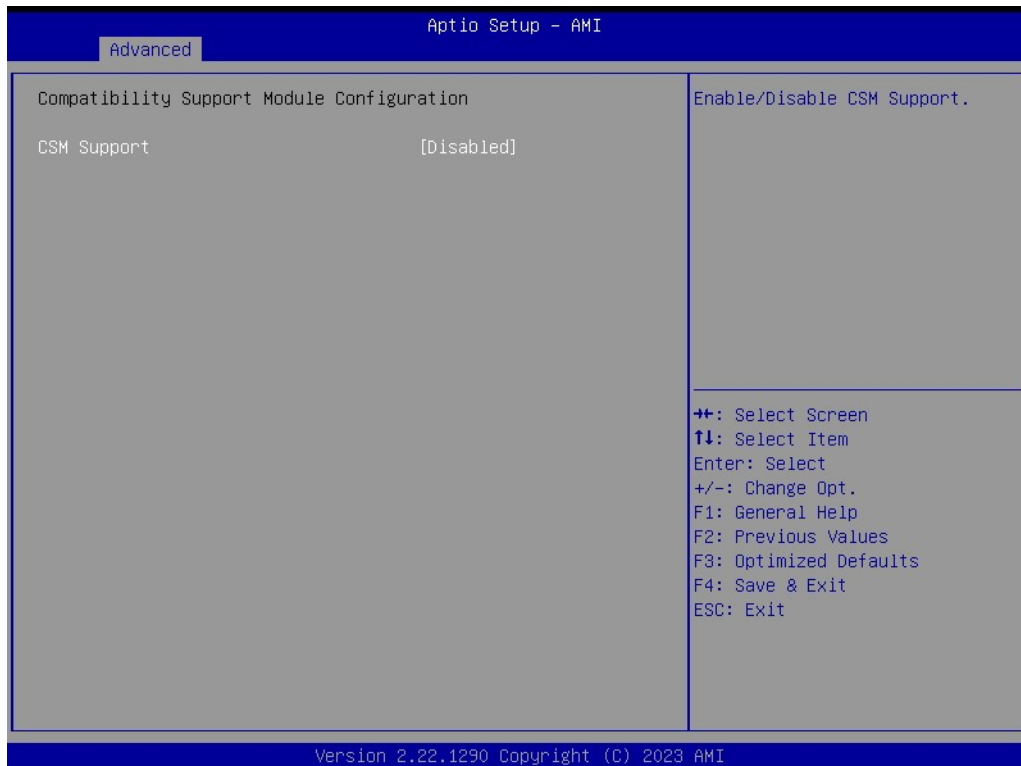 Aptio Setup - AMI
Advanced
Compatibility Support Module Configuration
CSM Support [Disabled]
Enable/Disable CSM Support.
→←: Select Screen
↑↓: Select Item
Enter: Select
+/-: Change Opt.
F1: General Help
F2: Previous Values
F3: Optimized Defaults
F4: Save & Exit
ESC: Exit
Version 2.22.1290 Copyright (C) 2023 AMI